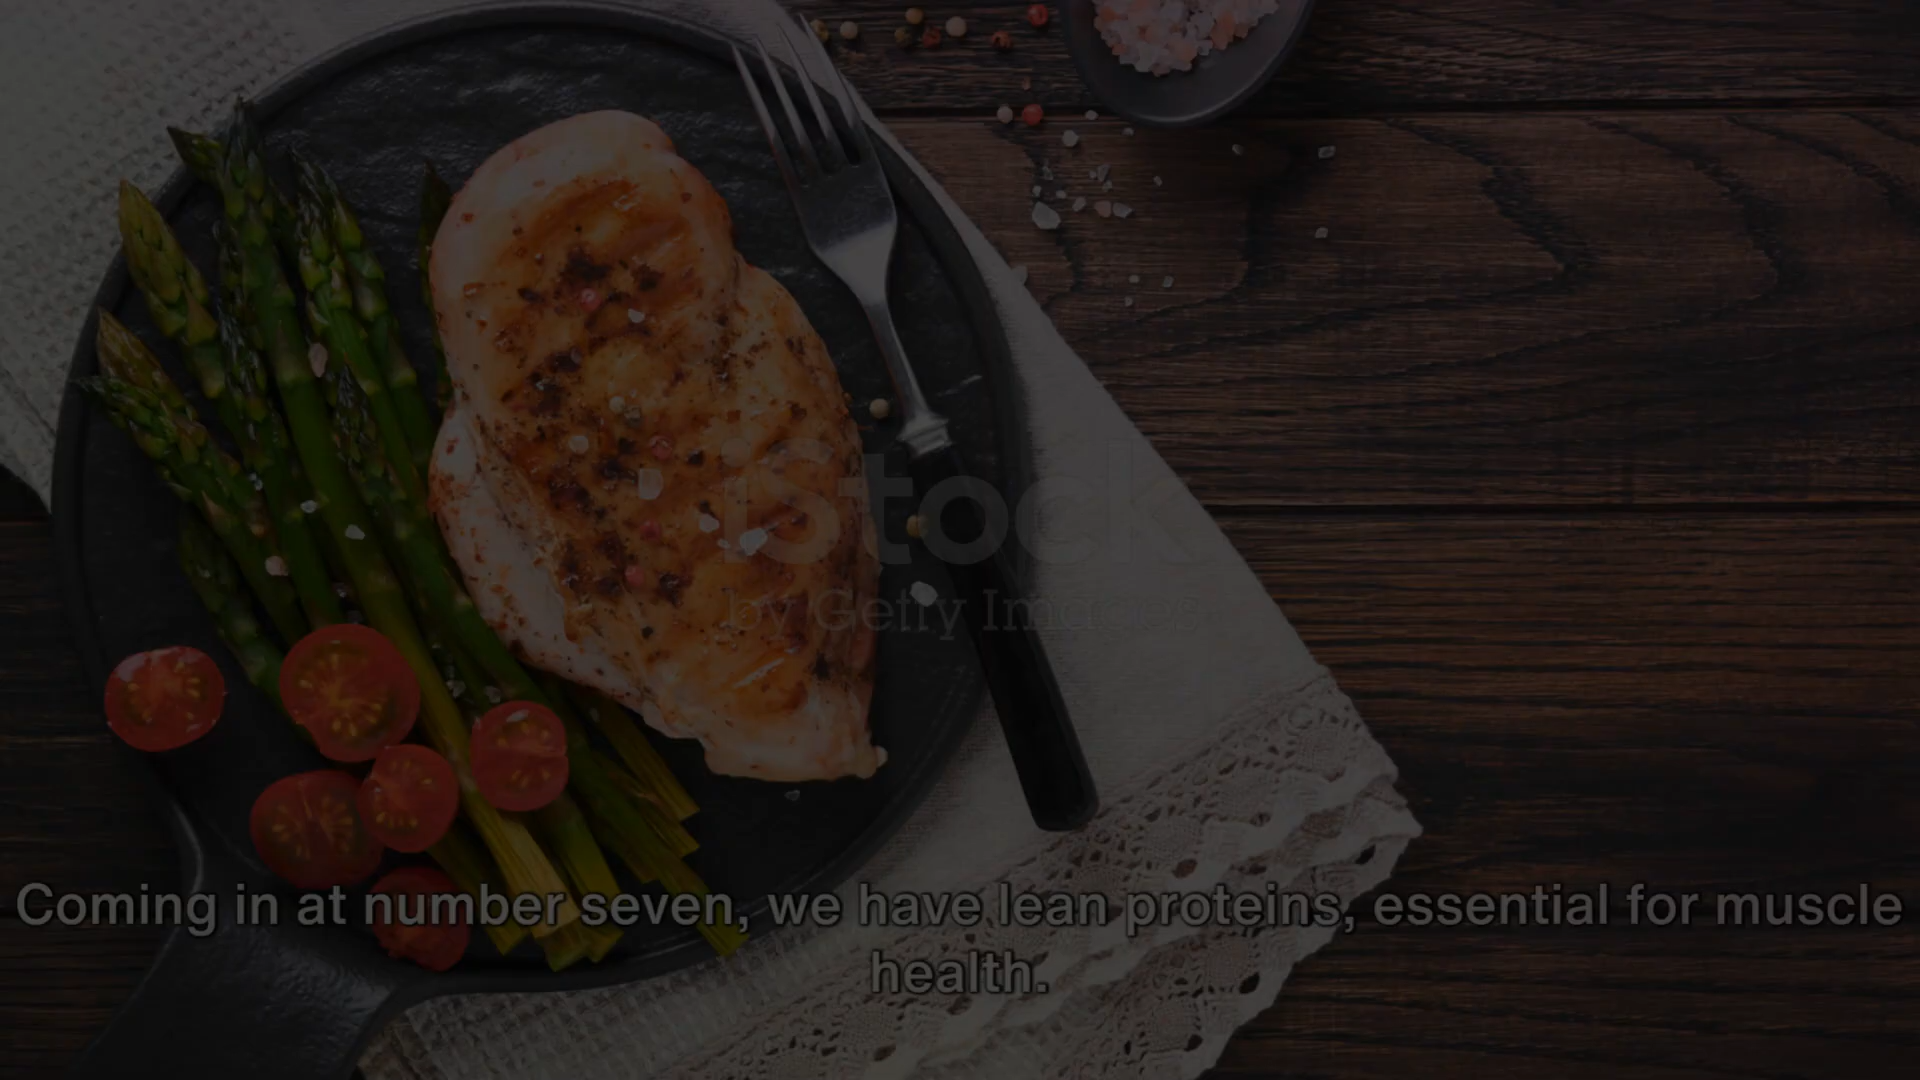 iStock
by Getty Images
Coming in at number seven, we have lean proteins, essential for muscle
health.